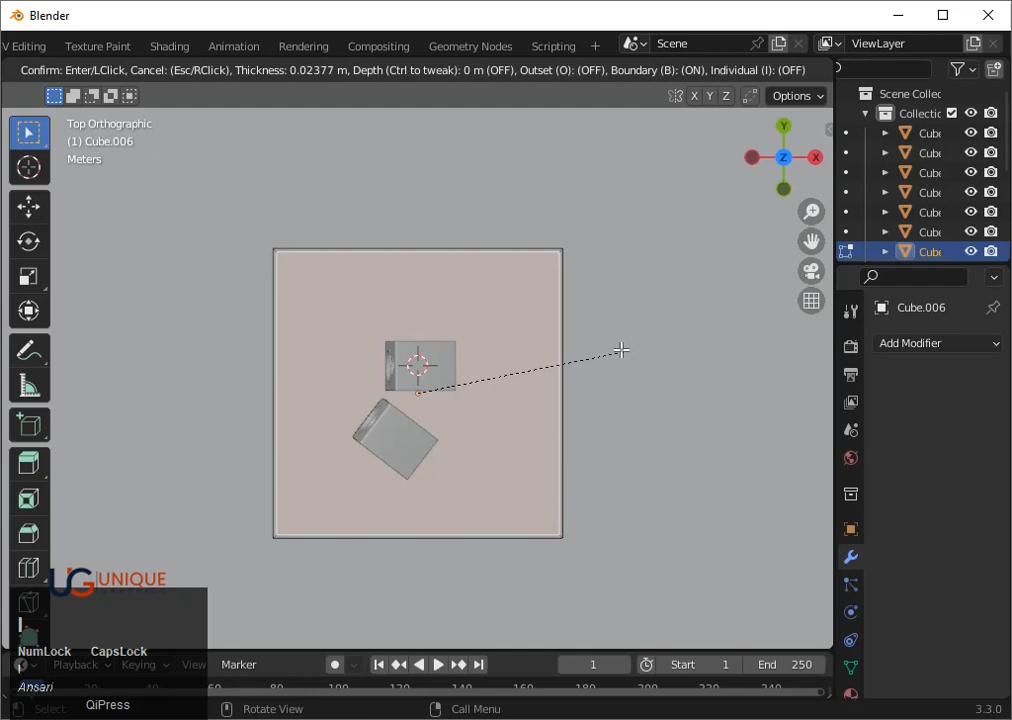 Blender
V Editing Texture Paint Shading Animation Rendering Compositing Geometry Nodes Scripting + Scene ViewLayer
Confirm: Enter/LClick, Cancel: (Esc/RClick), Thickness: 0.02377 m, Depth (Ctrl to tweak): 0 m (OFF), Outset (O): (OFF), Boundary (B): (ON), Individual (I): (OFF)
X Y Z Options
Scene Collec
Collectic
Top Orthographic
(1) Cube.006
Meters
Y
Z X
Cube
Cube
Cube
Cube
Cube
Cube
Cube
Cube.006
Add Modifier
UG UNIQUE
I
NumLock CapsLock
Playback Keying View Marker 1 Start 1 End 250
Ansari
80 120 160 200 240
QiPress
Select Rotate View Call Menu 3.3.0